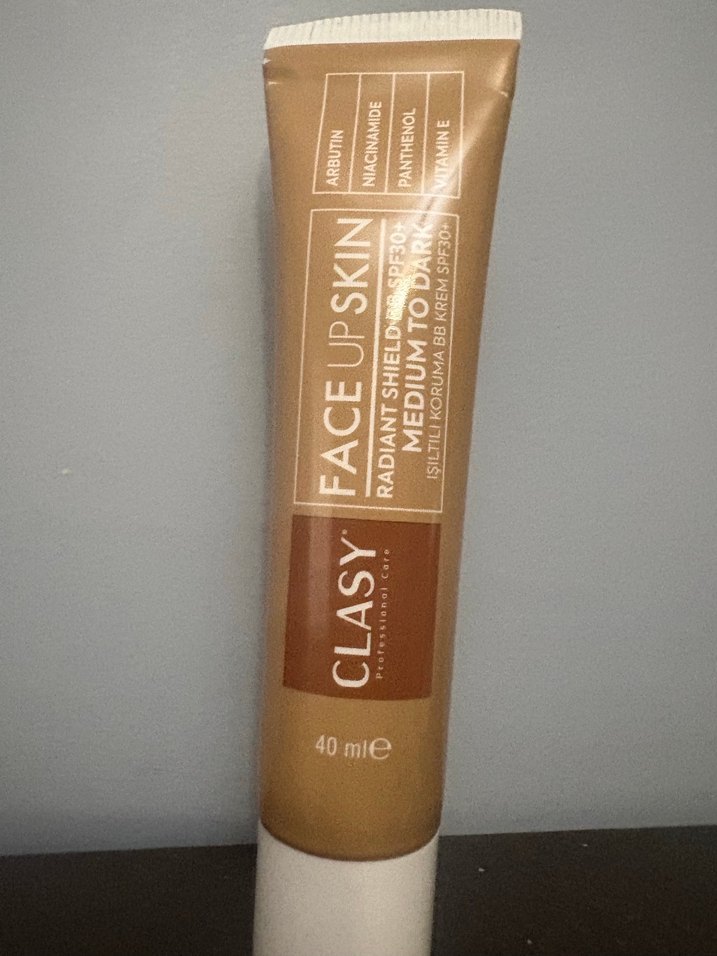 ARBUTIN
NIACINAMIDE
PANTHENOL
VITAMIN E
FACE UP SKIN
RADIANT SHIELD BB SPF30+
MEDIUM TO DARK
IŞILTILI KORUMA BB KREM SPF30+
CLASY®
Professional Care
40 ml ℮